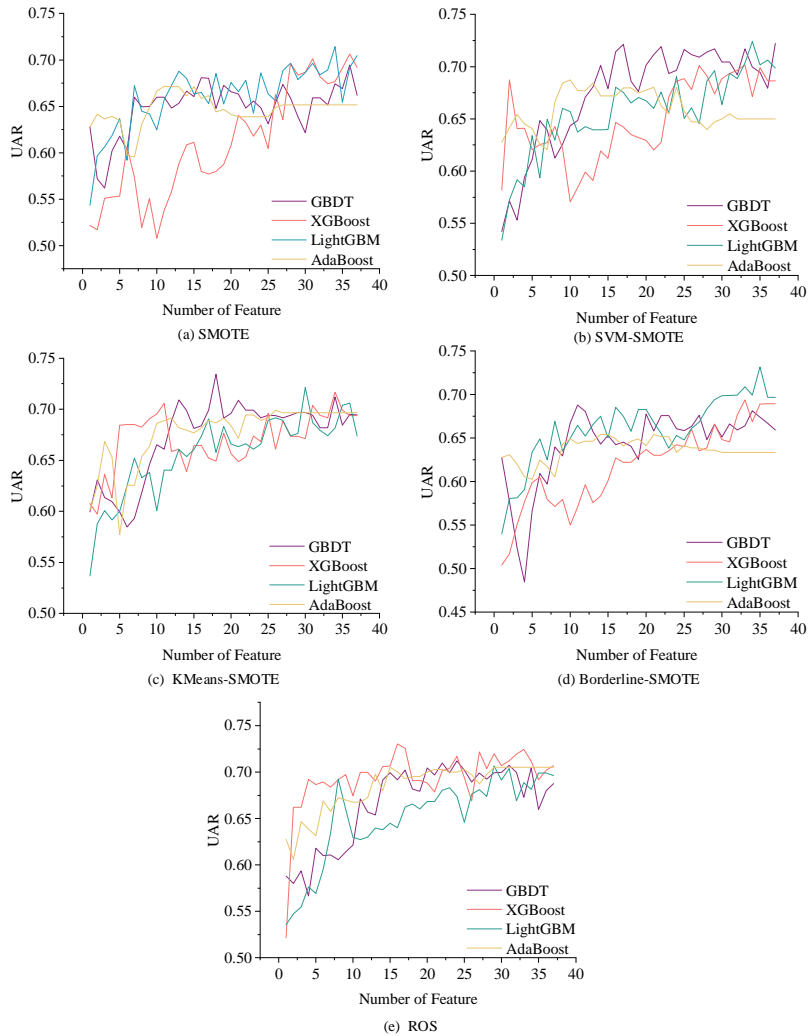 0.75
0.70
0.65
0.60
0.55
0.50
UAR
GBDT
XGBoost
LightGBM
AdaBoost
0 5 10 15 20 25 30 35 40
Number of Feature
(a) SMOTE
0.75
0.70
0.65
0.60
0.55
0.50
UAR
GBDT
XGBoost
LightGBM
AdaBoost
0 5 10 15 20 25 30 35 40
Number of Feature
(b) SVM-SMOTE
0.75
0.70
0.65
0.60
0.55
0.50
UAR
GBDT
XGBoost
LightGBM
AdaBoost
0 5 10 15 20 25 30 35 40
Number of Feature
(c) KMeans-SMOTE
0.75
0.70
0.65
0.60
0.55
0.50
0.45
UAR
GBDT
XGBoost
LightGBM
AdaBoost
0 5 10 15 20 25 30 35 40
Number of Feature
(d) Borderline-SMOTE
0.75
0.70
0.65
0.60
0.55
0.50
UAR
GBDT
XGBoost
LightGBM
AdaBoost
0 5 10 15 20 25 30 35 40
Number of Feature
(e) ROS